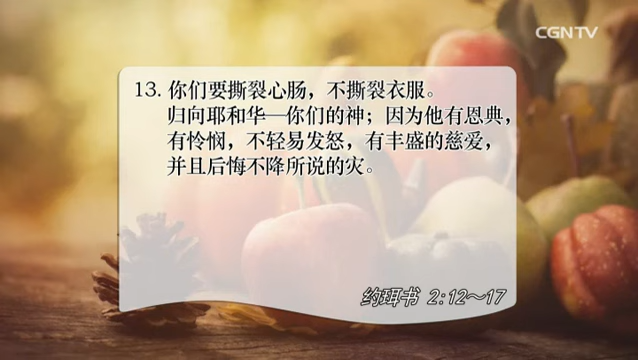 CGNTV
13. 你们要撕裂心肠，不撕裂衣服。
归向耶和华─你们的神；因为他有恩典，
有怜悯，不轻易发怒，有丰盛的慈爱，
并且后悔不降所说的灾。
约珥书 2:12～17